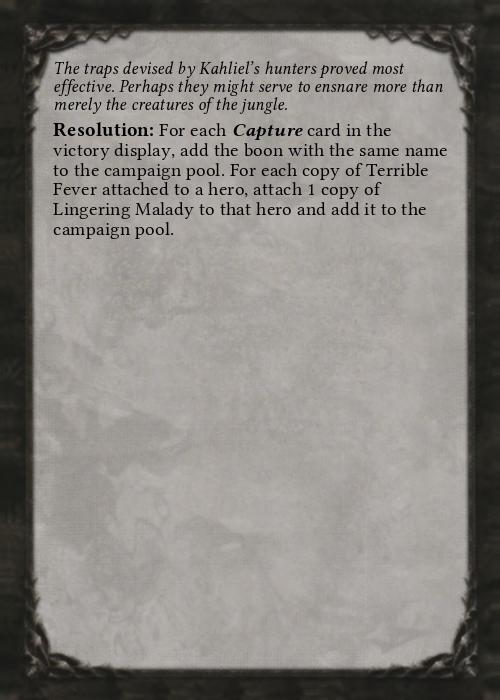 The traps devised by Kahliel's hunters proved most
effective. Perhaps they might serve to ensnare more than
merely the creatures of the jungle.
Resolution: For each Capture card in the
victory display, add the boon with the same name
to the campaign pool. For each copy of Terrible
Fever attached to a hero, attach 1 copy of
Lingering Malady to that hero and add it to the
campaign pool.